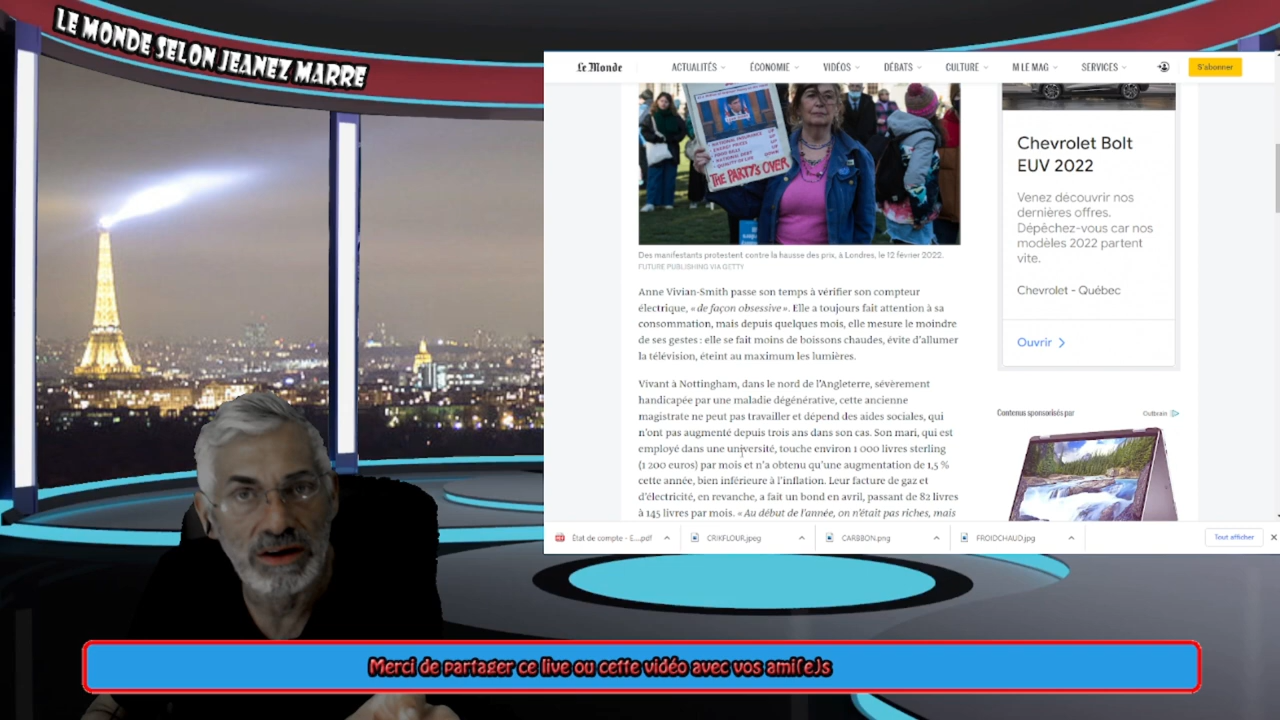 LE MONDE SELON JEANEZ MARRE
Le Monde
ACTUALITÉS
ÉCONOMIE
VIDÉOS
DÉBATS
CULTURE
M LE MAG
SERVICES
S'abonner
THE PARTY'S OVER
Des manifestants protestent contre la hausse des prix, à Londres, le 12 février 2022.
FUTURE PUBLISHING VIA GETTY
Anne Vivian-Smith passe son temps à vérifier son compteur
électrique, « de façon obsessive ». Elle a toujours fait attention à sa
consommation, mais depuis quelques mois, elle mesure le moindre
de ses gestes : elle se fait moins de boissons chaudes, évite d'allumer
la télévision, éteint au maximum les lumières.
Vivant à Nottingham, dans le nord de l'Angleterre, sévèrement
handicapée par une maladie dégénérative, cette ancienne
magistrate ne peut pas travailler et dépend des aides sociales, qui
n'ont pas augmenté depuis trois ans dans son cas. Son mari, qui est
employé dans une université, touche environ 1 000 livres sterling
(1 200 euros) par mois et n'a obtenu qu'une augmentation de 1,5 %
cette année, bien inférieure à l'inflation. Leur facture de gaz et
d'électricité, en revanche, a fait un bond en avril, passant de 82 livres
à 145 livres par mois. « Au début de l'année, on n'était pas riches, mais
Chevrolet Bolt
EUV 2022
Venez découvrir nos
dernières offres.
Dépêchez-vous car nos
modèles 2022 partent
vite.
Chevrolet - Québec
Ouvrir
Contenus sponsorisés par
Outbrain
État de compte - E....pdf
CRIKFLOUR.jpeg
CARBBON.png
FROIDCHAUD.jpg
Tout afficher
Merci de partager ce live ou cette vidéo avec vos ami(e)s